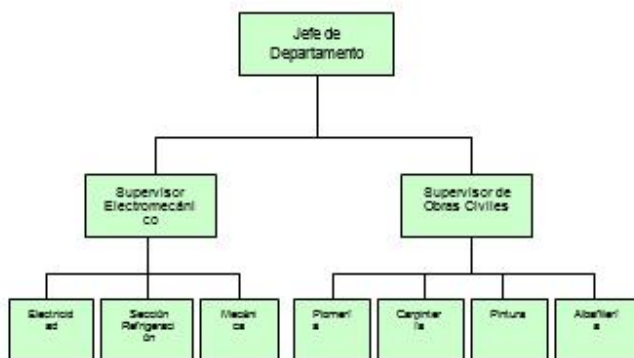 Jefe de
Departamento
Supervisor
Electromecáni
co
Supervisor de
Obras Civiles
Electricid
ad
Sección
Refrigeraci
ón
Mecáni
ca
Plomerí
a
Carpinter
ía
Pintura
Albañilerí
a